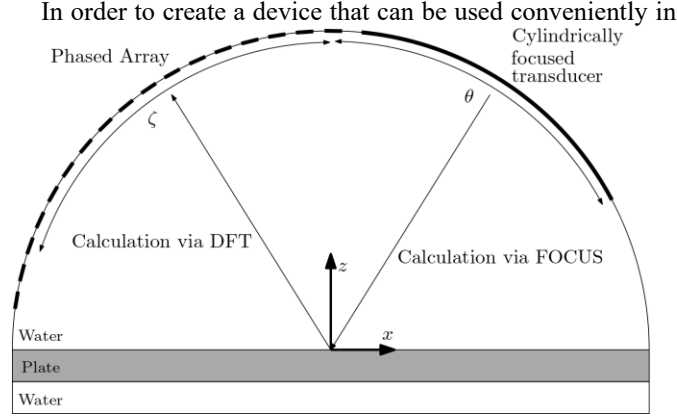 In order to create a device that can be used conveniently in
Phased Array
Cylindrically
focused
transducer
ζ
θ
Calculation via DFT
Calculation via FOCUS
z
x
Water
Plate
Water